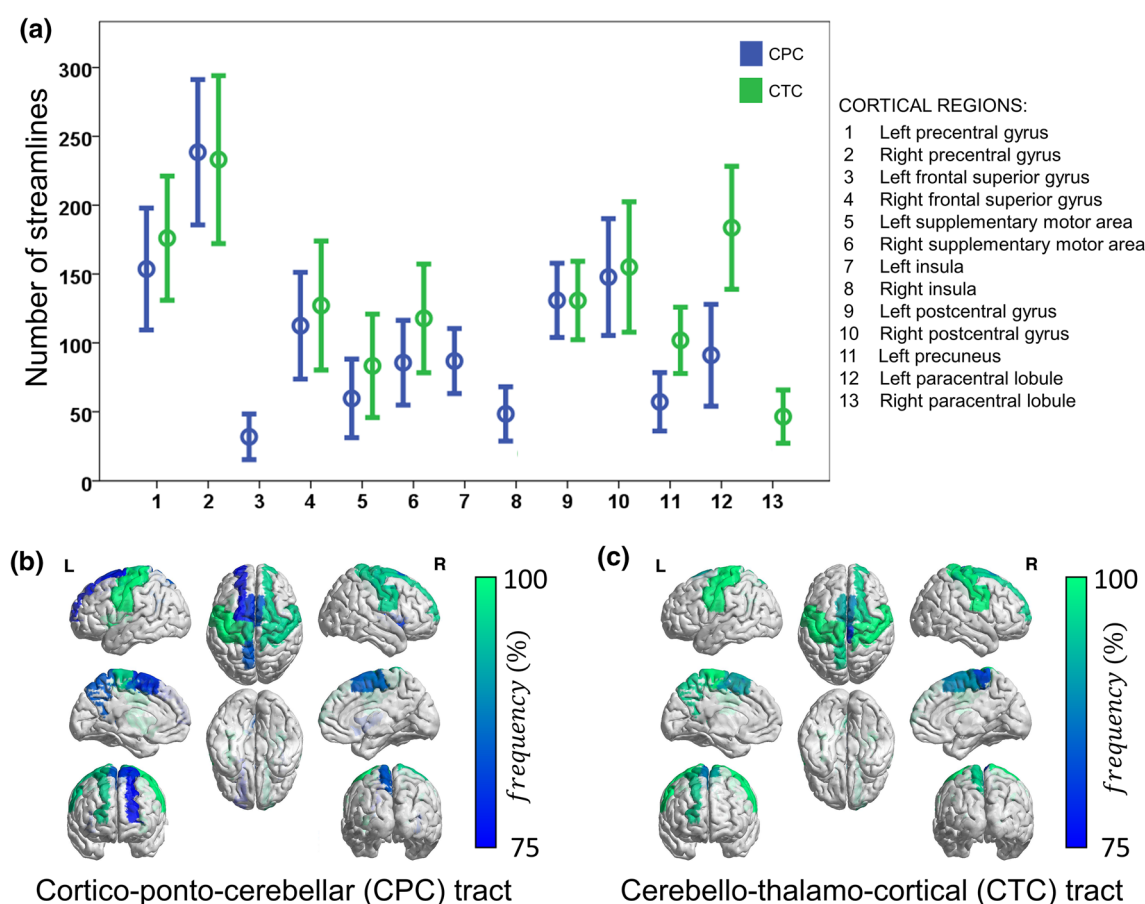 (a)
Number of streamlines
300
250
200
150
100
50
0
1 2 3 4 5 6 7 8 9 10 11 12 13
CPC
CTC
CORTICAL REGIONS:
1 Left precentral gyrus
2 Right precentral gyrus
3 Left frontal superior gyrus
4 Right frontal superior gyrus
5 Left supplementary motor area
6 Right supplementary motor area
7 Left insula
8 Right insula
9 Left postcentral gyrus
10 Right postcentral gyrus
11 Left precuneus
12 Left paracentral lobule
13 Right paracentral lobule
(b)
L
R
100
frequency (%)
75
Cortico-ponto-cerebellar (CPC) tract
(c)
L
R
100
frequency (%)
75
Cerebello-thalamo-cortical (CTC) tract